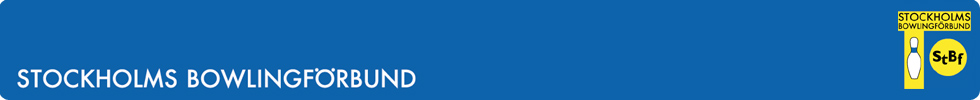 STOCKHOLMS
BOWLINGFÖRBUND
StBf
STOCKHOLMS BOWLINGFÖRBUND